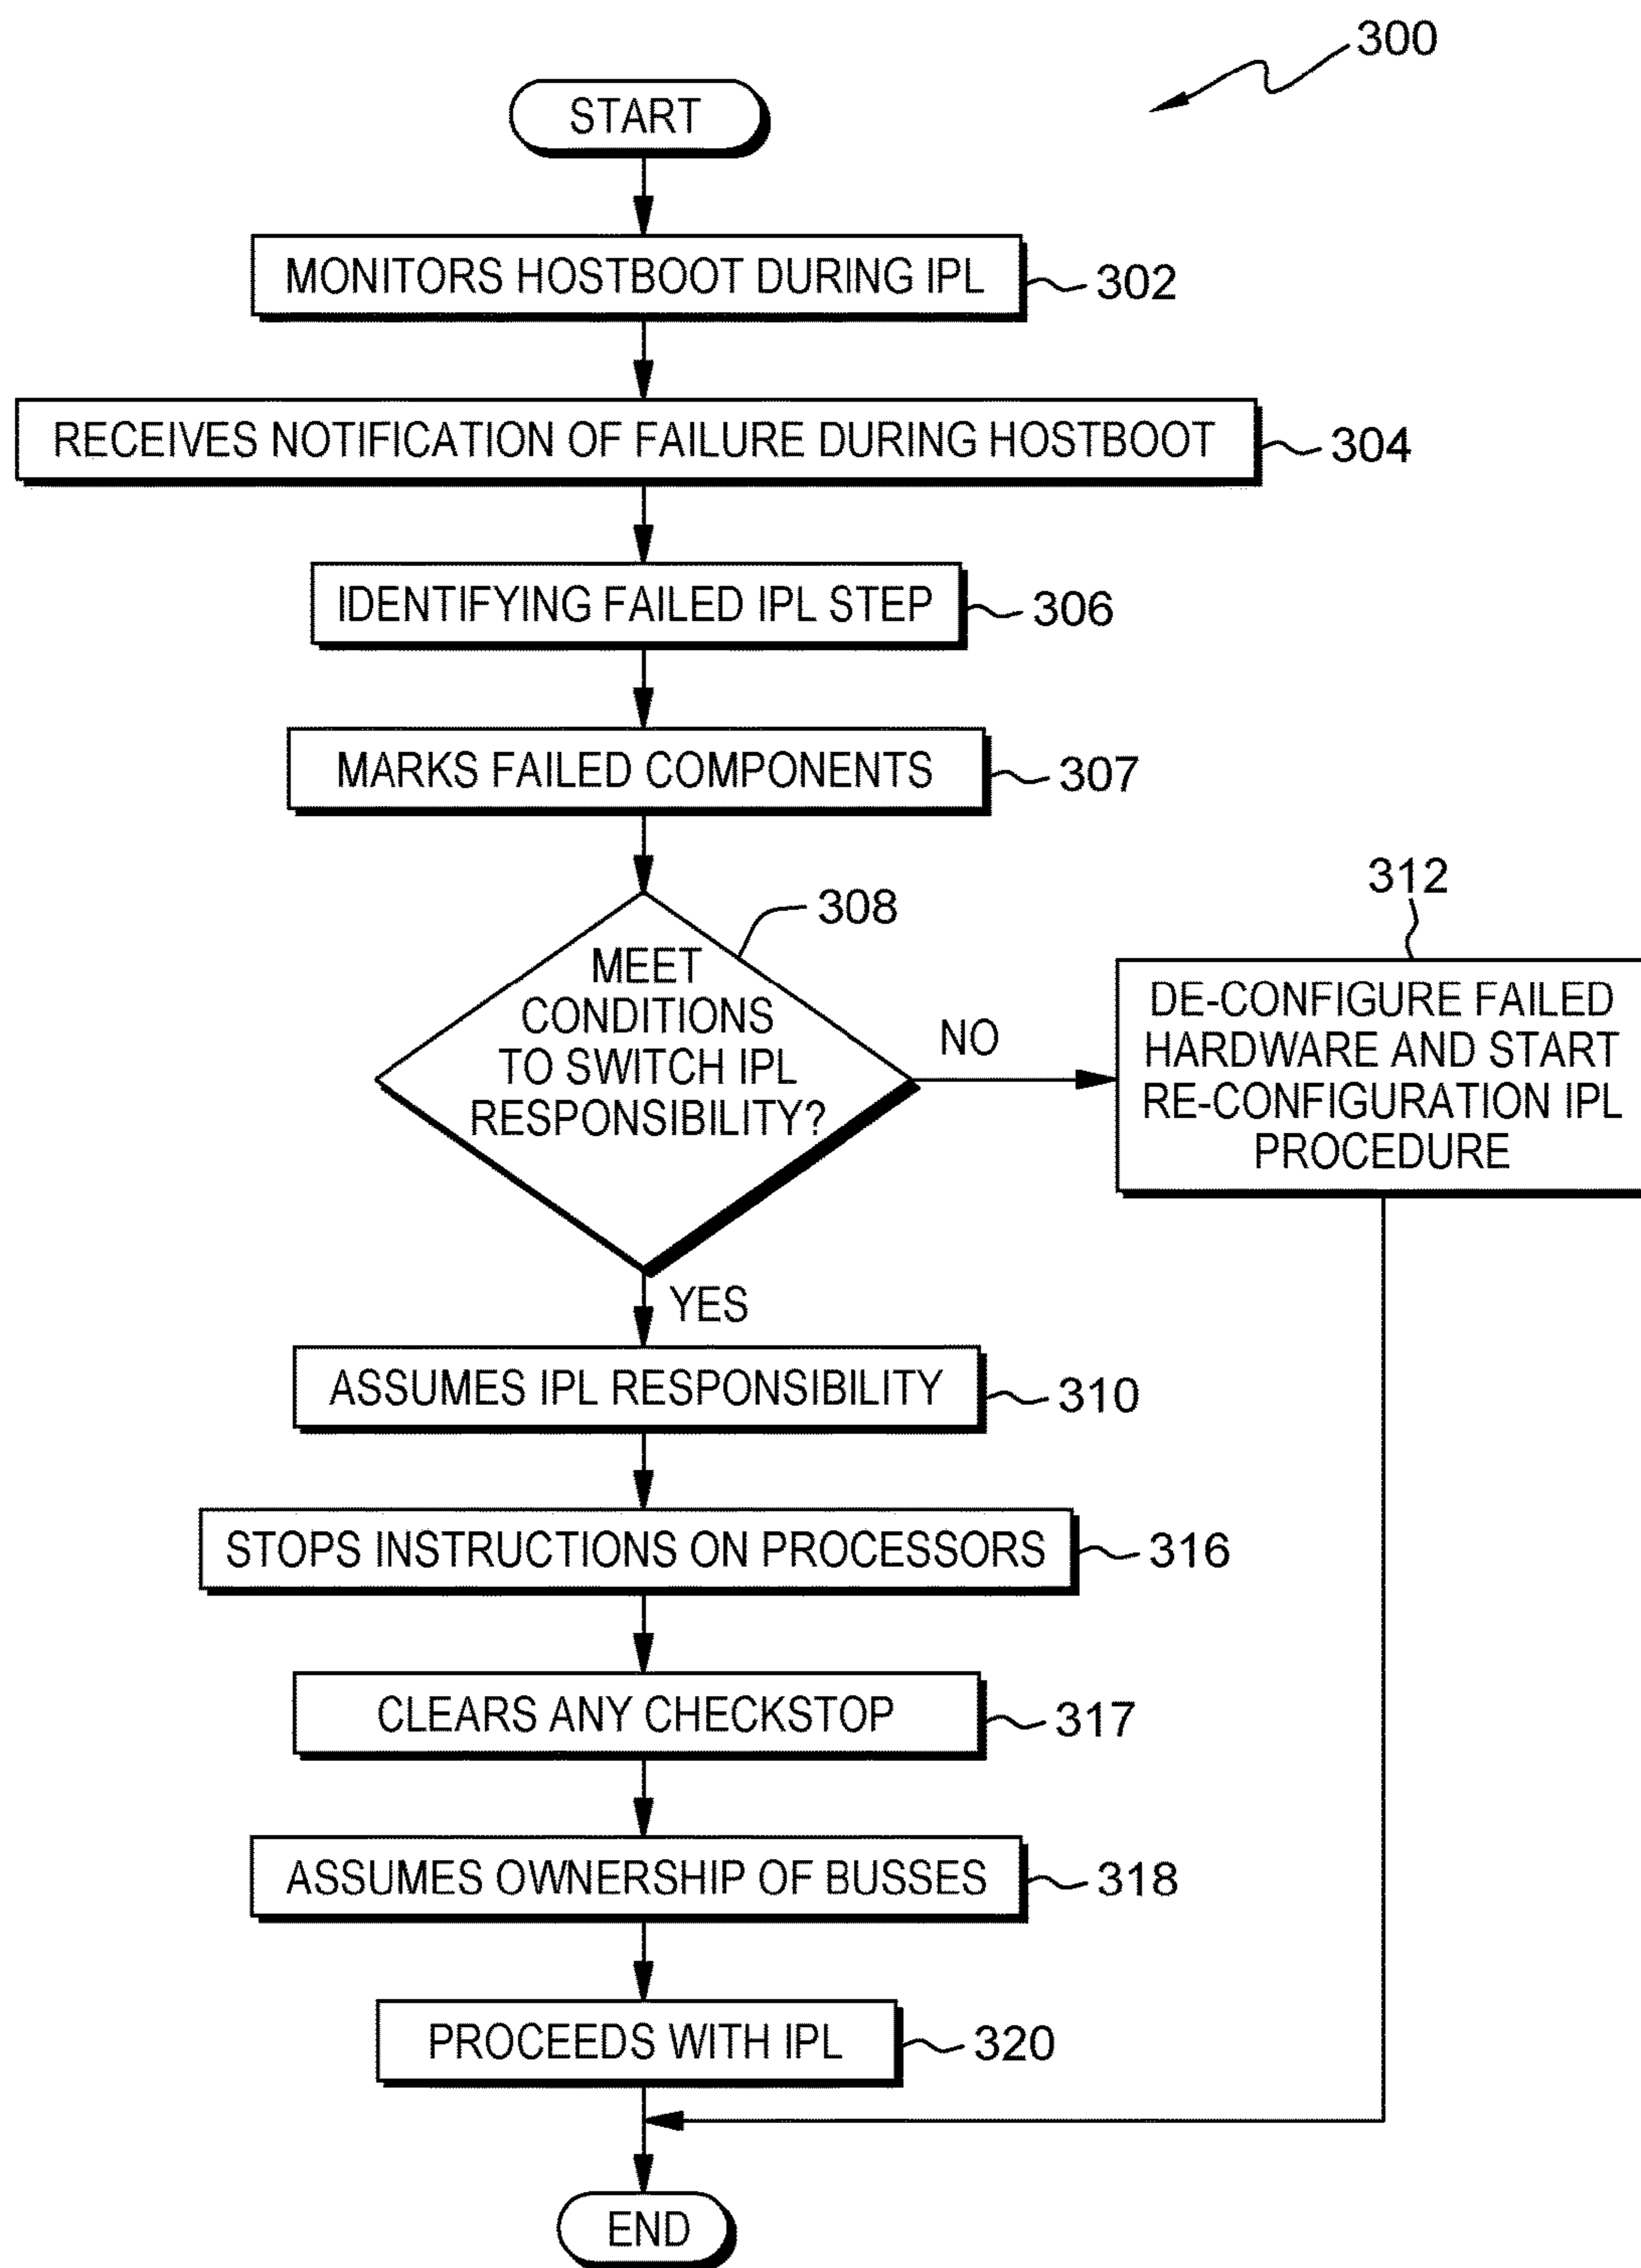 300
START
MONITORS HOSTBOOT DURING IPL
302
RECEIVES NOTIFICATION OF FAILURE DURING HOSTBOOT
304
IDENTIFYING FAILED IPL STEP
306
MARKS FAILED COMPONENTS
307
308
MEET
CONDITIONS
TO SWITCH IPL
RESPONSIBILITY?
NO
312
DE-CONFIGURE FAILED
HARDWARE AND START
RE-CONFIGURATION IPL
PROCEDURE
YES
ASSUMES IPL RESPONSIBILITY
310
STOPS INSTRUCTIONS ON PROCESSORS
316
CLEARS ANY CHECKSTOP
317
ASSUMES OWNERSHIP OF BUSSES
318
PROCEEDS WITH IPL
320
END